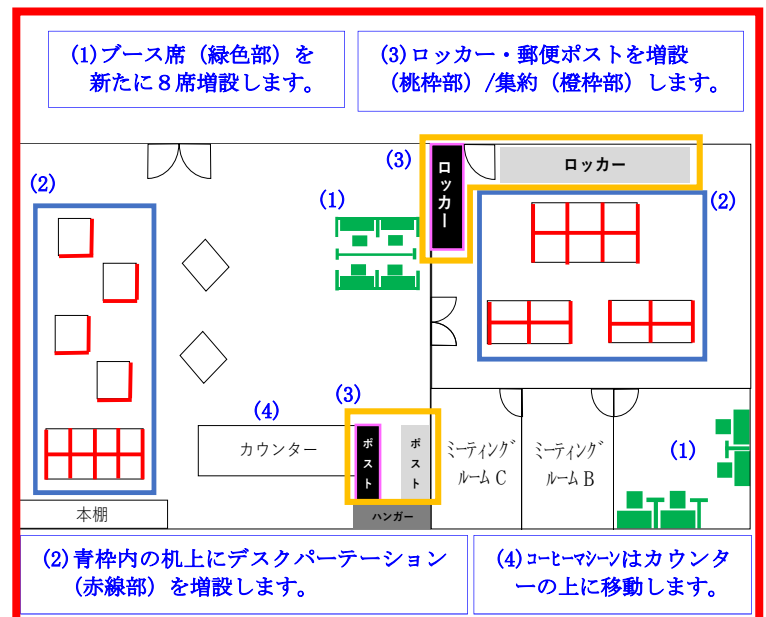 (1)ブース席（緑色部）を
新たに８席増設します。
(3)ロッカー・郵便ポストを増設
（桃枠部）/集約（橙枠部）します。
(3)
ロッカー
ロッカー
(2)
(1)
(2)
(3)
(4)
カウンター
ポスト
ポスト
ミーティング
ルームC
ミーティング
ルームB
(1)
本棚
ハンガー
(2)青枠内の机上にデスクパーテーション
（赤線部）を増設します。
(4)コーヒーマシーンはカウンタ
ーの上に移動します。